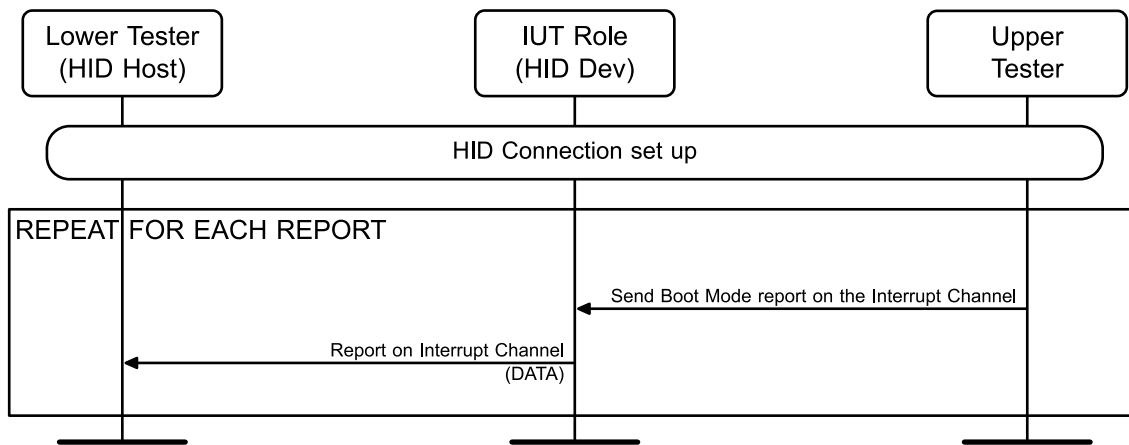 Lower Tester
(HID Host)
IUT Role
(HID Dev)
Upper
Tester
HID Connection set up
REPEAT FOR EACH REPORT
Send Boot Mode report on the Interrupt Channel
Report on Interrupt Channel
(DATA)